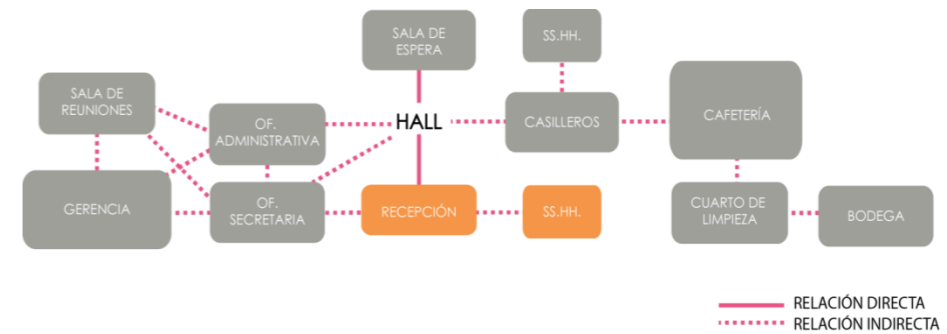 SALA DE
ESPERA
SS.HH.
SALA DE
REUNIONES
OF.
ADMINISTRATIVA
HALL
CASILLEROS
CAFETERÍA
GERENCIA
OF.
SECRETARIA
RECEPCIÓN
SS.HH.
CUARTO DE
LIMPIEZA
BODEGA
RELACIÓN DIRECTA
RELACIÓN INDIRECTA